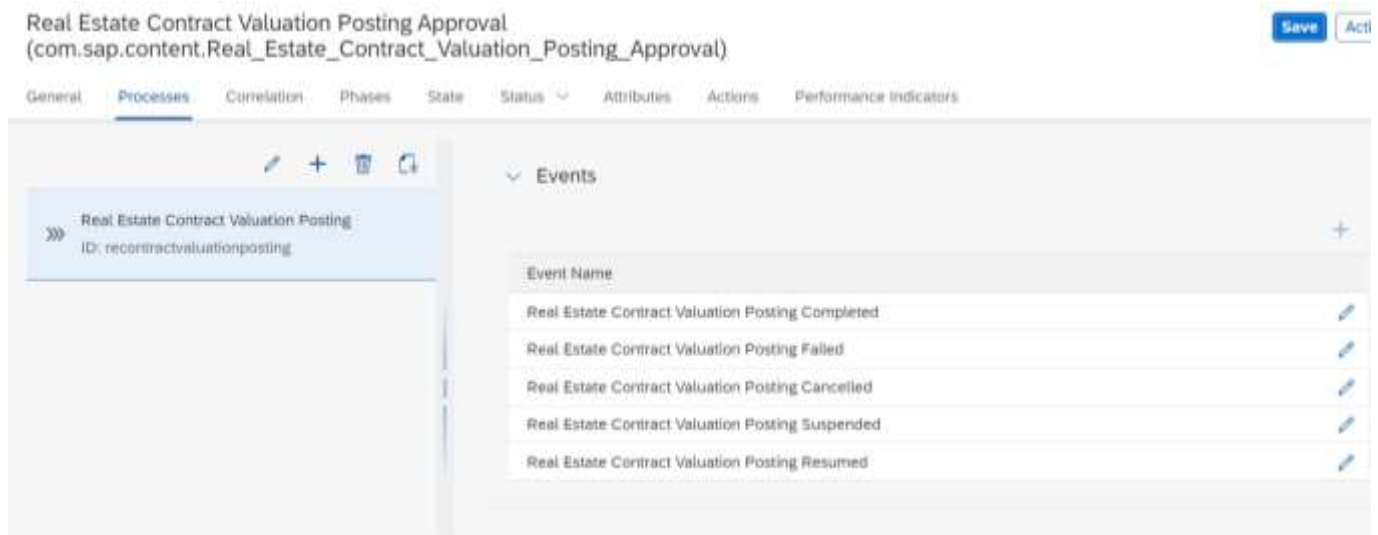 Real Estate Contract Valuation Posting Approval
(com.sap.content.Real_Estate_Contract_Valuation_Posting_Approval)
Save
Acti
General Processes Correlation Phases State Status Attributes Actions Performance Indicators
Events
Real Estate Contract Valuation Posting
ID: recontractvaluationposting
Event Name
Real Estate Contract Valuation Posting Completed
Real Estate Contract Valuation Posting Failed
Real Estate Contract Valuation Posting Cancelled
Real Estate Contract Valuation Posting Suspended
Real Estate Contract Valuation Posting Resumed